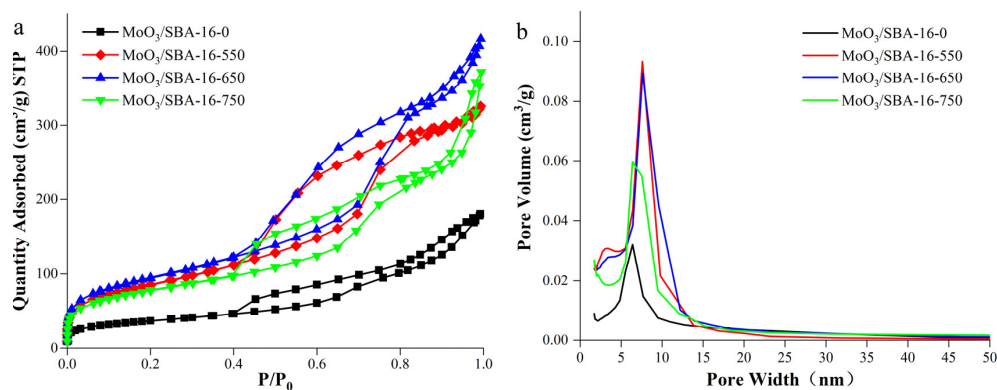 a
MoO₃/SBA-16-0
MoO₃/SBA-16-550
MoO₃/SBA-16-650
MoO₃/SBA-16-750
Quantity Adsorbed (cm³/g) STP
400
300
200
100
0
0.0 0.2 0.4 0.6 0.8 1.0
P/P₀
b
MoO₃/SBA-16-0
MoO₃/SBA-16-550
MoO₃/SBA-16-650
MoO₃/SBA-16-750
Pore Volume (cm³/g)
0.10
0.08
0.06
0.04
0.02
0.00
0 5 10 15 20 25 30 35 40 45 50
Pore Width（nm）